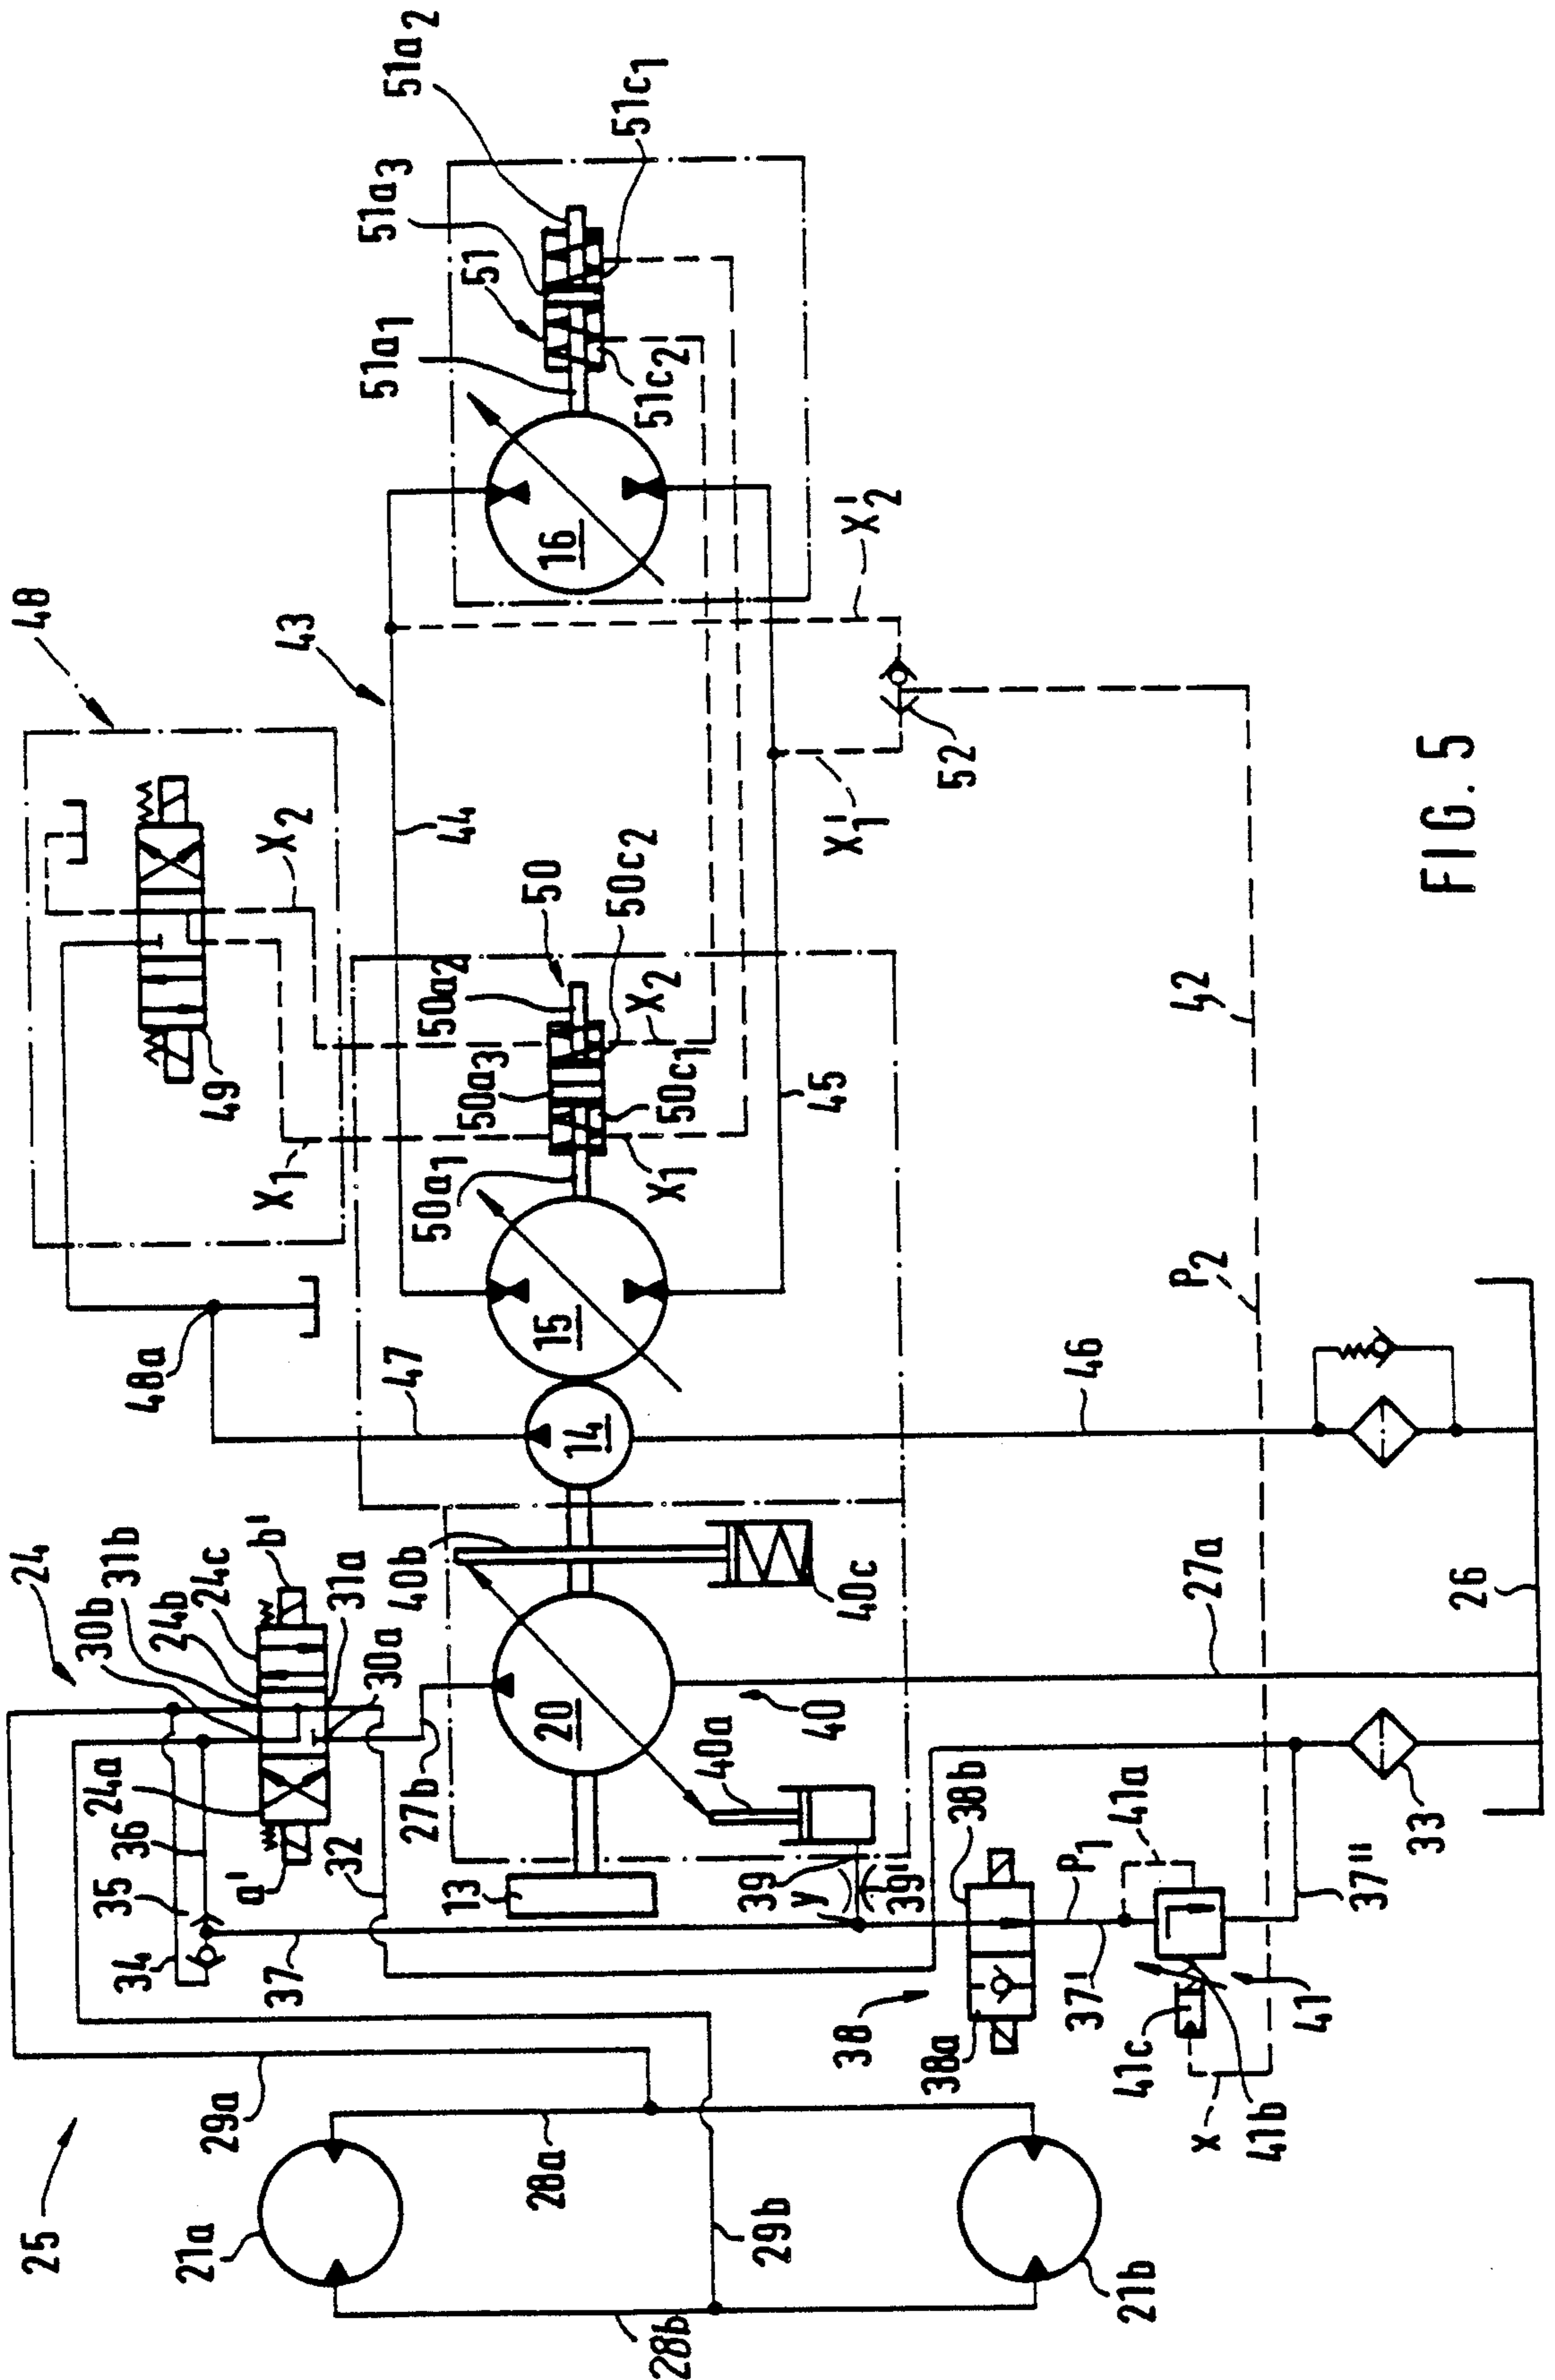 25
21a
28b
29a
28a
29b
21b
34
35
36
37
a'
24a
32
24
30b
31b
24b
24c
b'
31a
30a
27b
13
20
40b
40a
40c
40
y
39
39'
38
38a
38b
37'
P1
41a
41c
x
41b
41
37"
33
27a
26
46
48a
47
14
15
48
49
X1
X2
50a1
50a3
50a2
50
50c2
50c1
X1
X2
44
43
45
16
51a1
51
51a3
51a2
51c1
51c2
X'1
X'2
52
42
P2
FIG. 5